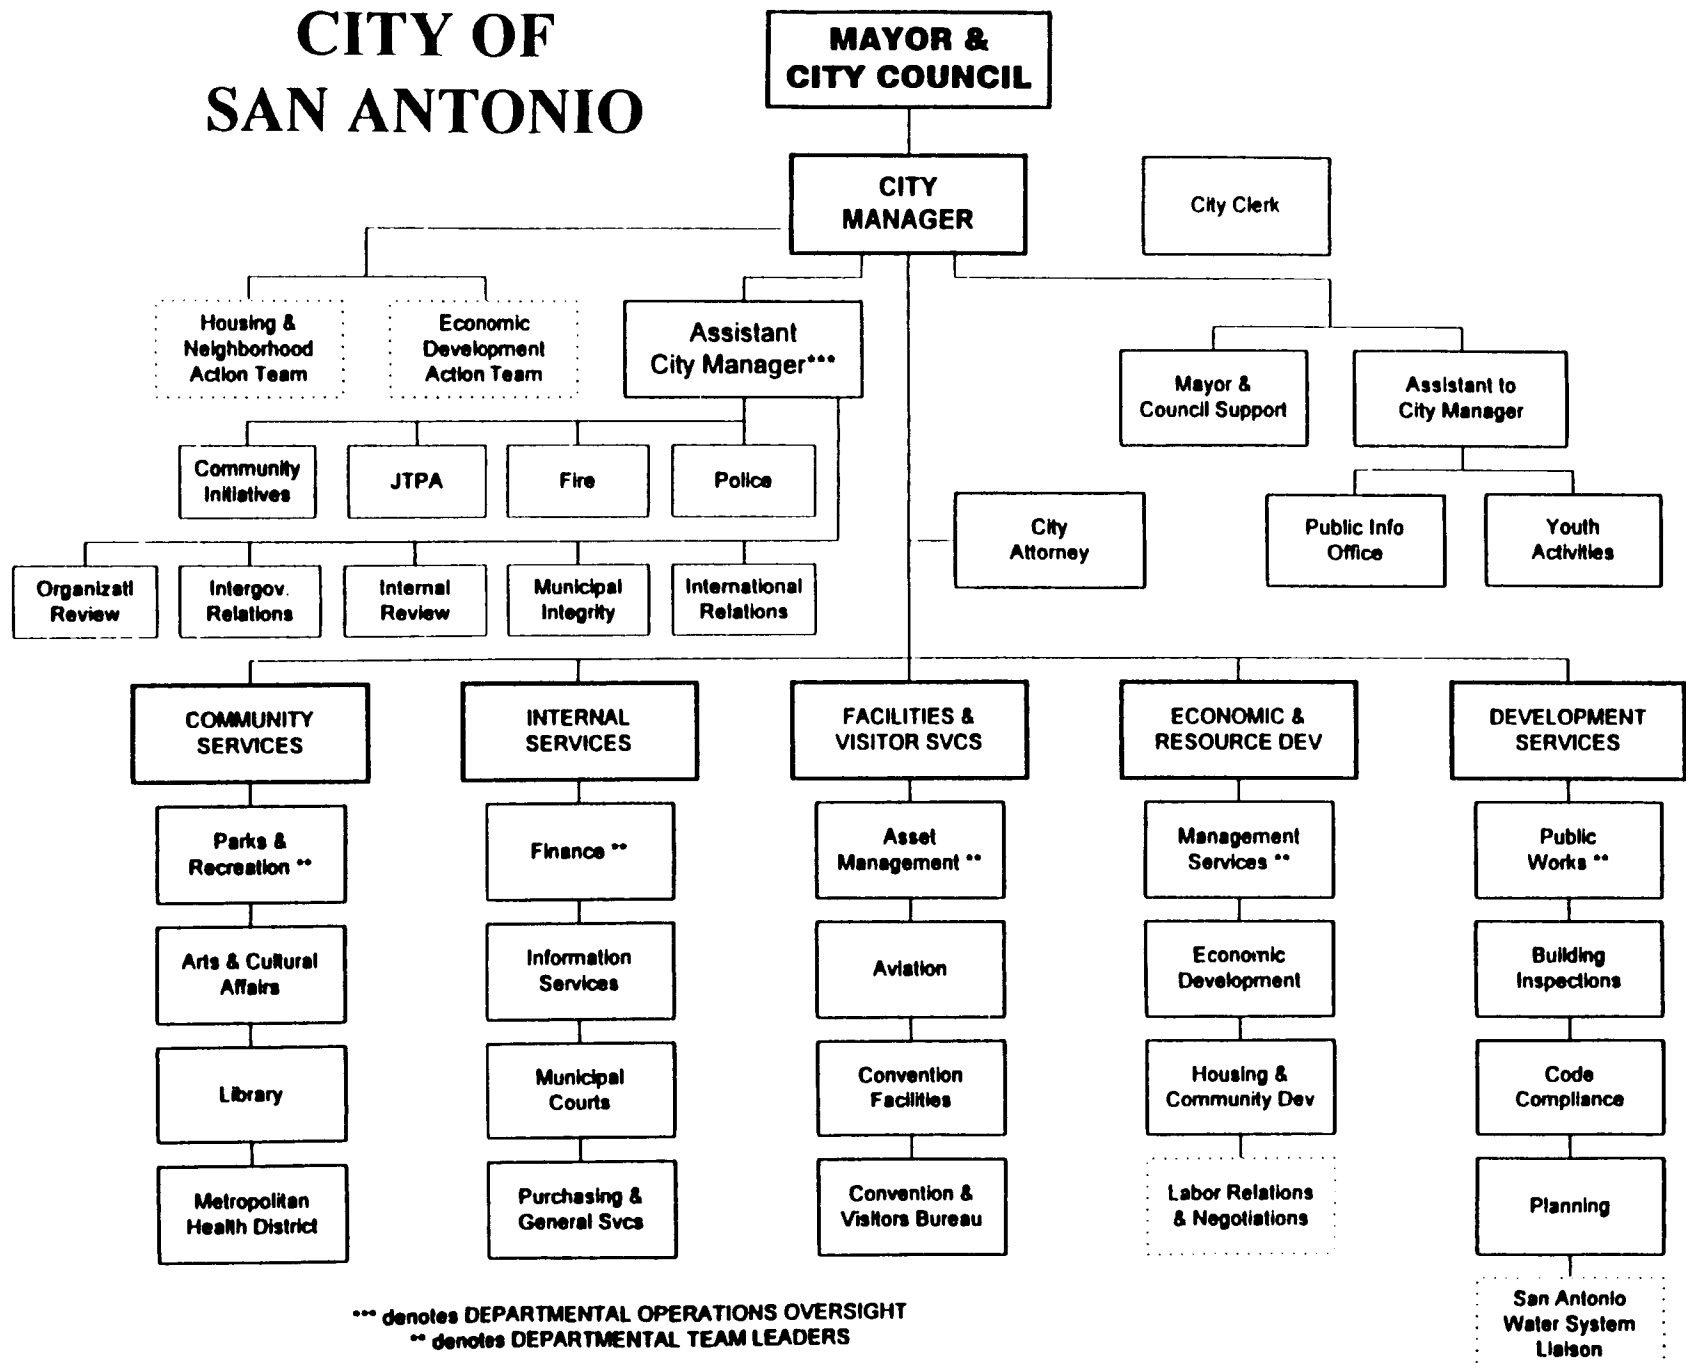 CITY OF
SAN ANTONIO
MAYOR &
CITY COUNCIL
CITY
MANAGER
City Clerk
Housing &
Neighborhood
Action Team
Economic
Development
Action Team
Assistant
City Manager***
Mayor &
Council Support
Assistant to
City Manager
Community
Initiatives
JTPA
Fire
Police
City
Attorney
Public Info
Office
Youth
Activities
Organizatl
Review
Intergov.
Relations
Internal
Review
Municipal
Integrity
International
Relations
COMMUNITY
SERVICES
INTERNAL
SERVICES
FACILITIES &
VISITOR SVCS
ECONOMIC &
RESOURCE DEV
DEVELOPMENT
SERVICES
Parks &
Recreation **
Finance **
Asset
Management **
Management
Services **
Public
Works **
Arts & Cultural
Affairs
Information
Services
Aviation
Economic
Development
Building
Inspections
Library
Municipal
Courts
Convention
Facilities
Housing &
Community Dev
Code
Compliance
Metropolitan
Health District
Purchasing &
General Svcs
Convention &
Visitors Bureau
Labor Relations
& Negotiations
Planning
San Antonio
Water System
Liaison
*** denotes DEPARTMENTAL OPERATIONS OVERSIGHT
** denotes DEPARTMENTAL TEAM LEADERS